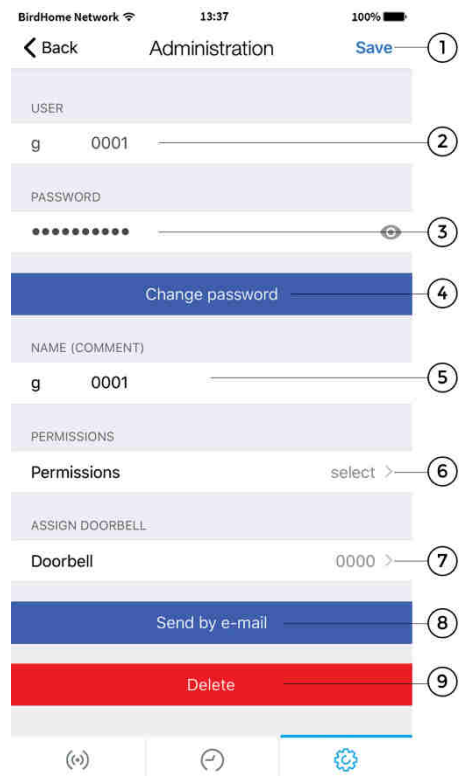 BirdHome Network 13:37 100%
Back Administration Save 1
USER
g 0001 2
PASSWORD
•••••••••• 3
Change password 4
NAME (COMMENT)
g 0001 5
PERMISSIONS
Permissions select > 6
ASSIGN DOORBELL
Doorbell 0000 > 7
Send by e-mail 8
Delete 9